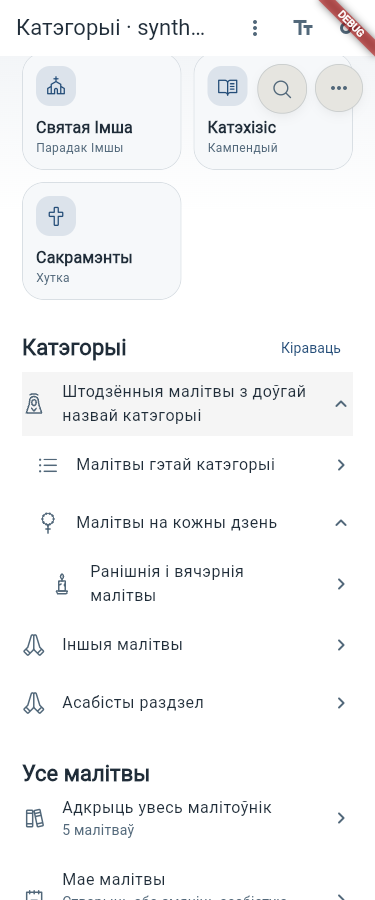 Катэгорыі · synth…
DEBUG
Святая Імша
Парадак Імшы
Катэхізіс
Кампендый
Сакрамэнты
Хутка
Катэгорыі
Кіраваць
Штодзённыя малітвы з доўгай
назвай катэгорыі
Малітвы гэтай катэгорыі
Малітвы на кожны дзень
Ранішнія і вячэрнія
малітвы
Іншыя малітвы
Асабісты раздзел
Усе малітвы
Адкрыць увесь малітоўнік
5 малітваў
Мае малітвы